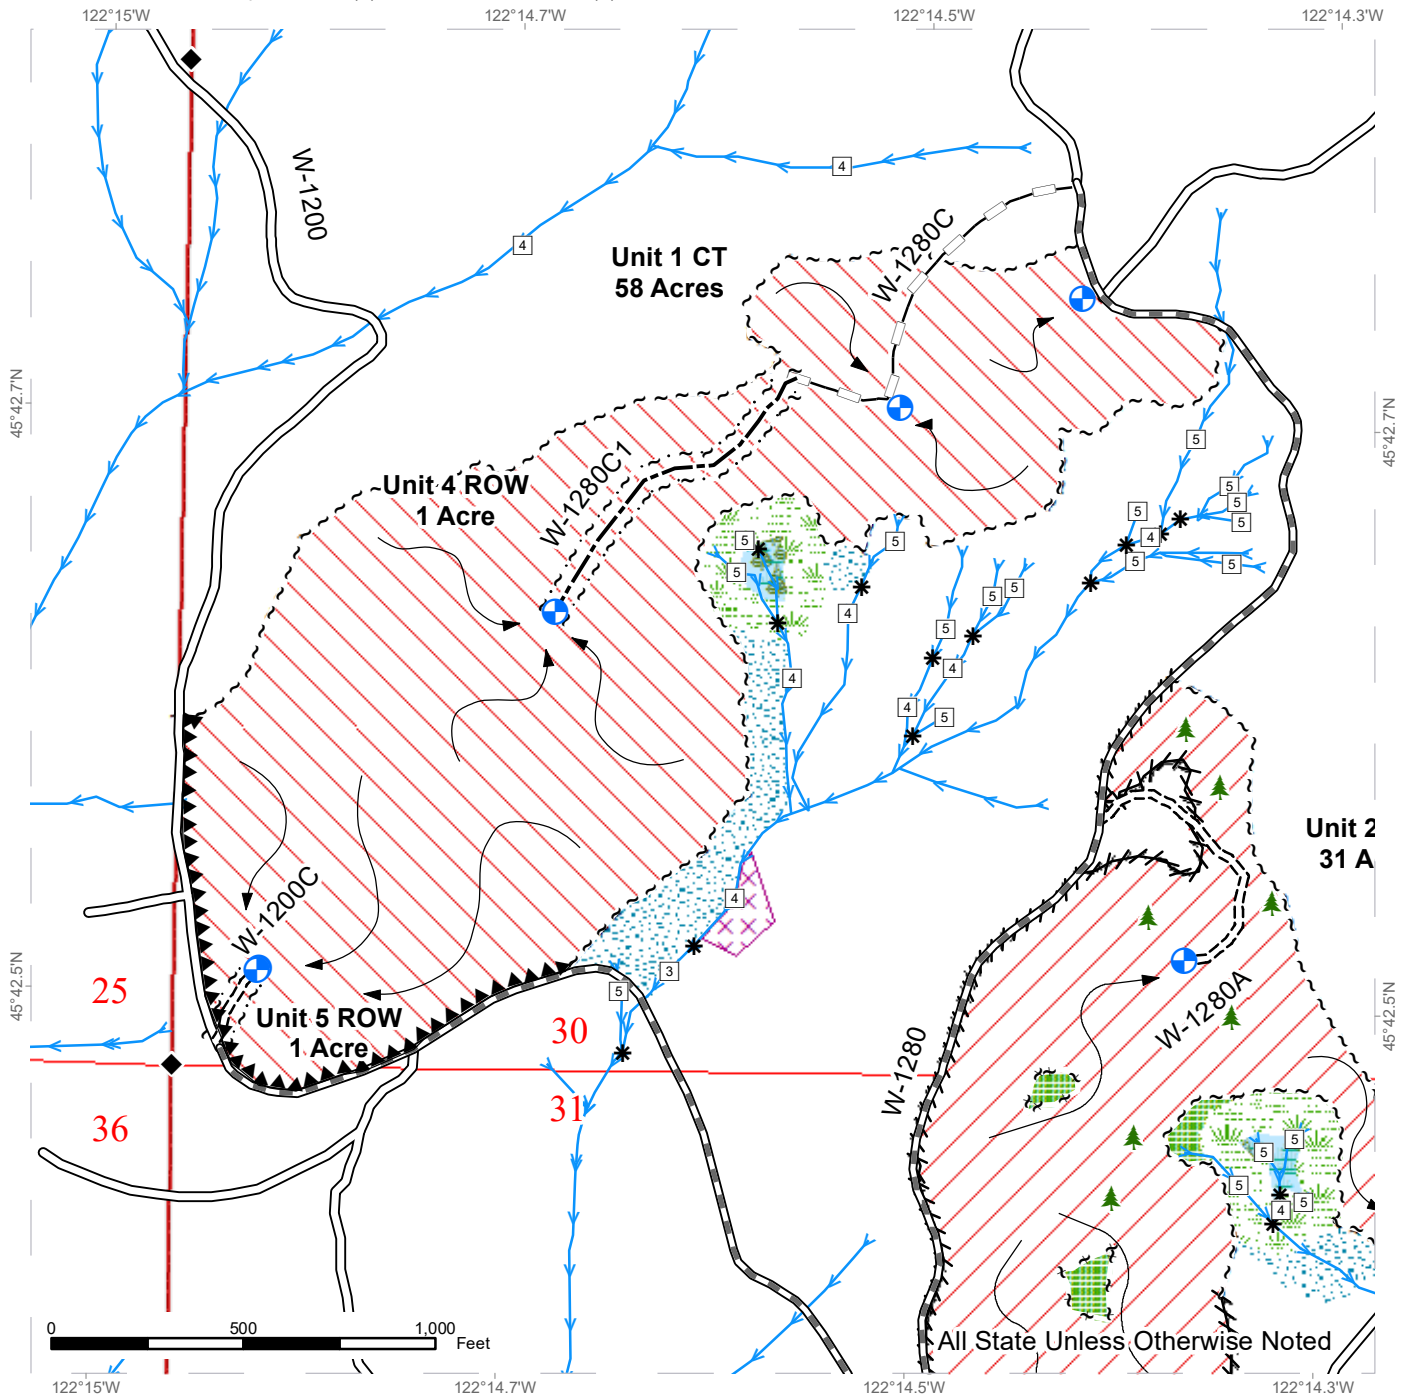 122°15'W
122°14.7'W
122°14.5'W
122°14.3'W
W-1200
4
4
Unit 1 CT
58 Acres
W-1280C
45°42.7'N
45°42.7'N
5
Unit 4 ROW
1 Acre
W-1280C1
5
5
5
5
5
5
4
5
5
5
5
4
5
5
5
4
4
4
5
Unit 2
31 A
4
W-1200C
3
5
25
30
Unit 5 ROW
1 Acre
W-1280A
W-1280
45°42.5'N
45°42.5'N
36
31
5
5
5
5
4
0
500
1,000
Feet
All State Unless Otherwise Noted
122°15'W
122°14.7'W
122°14.5'W
122°14.3'W